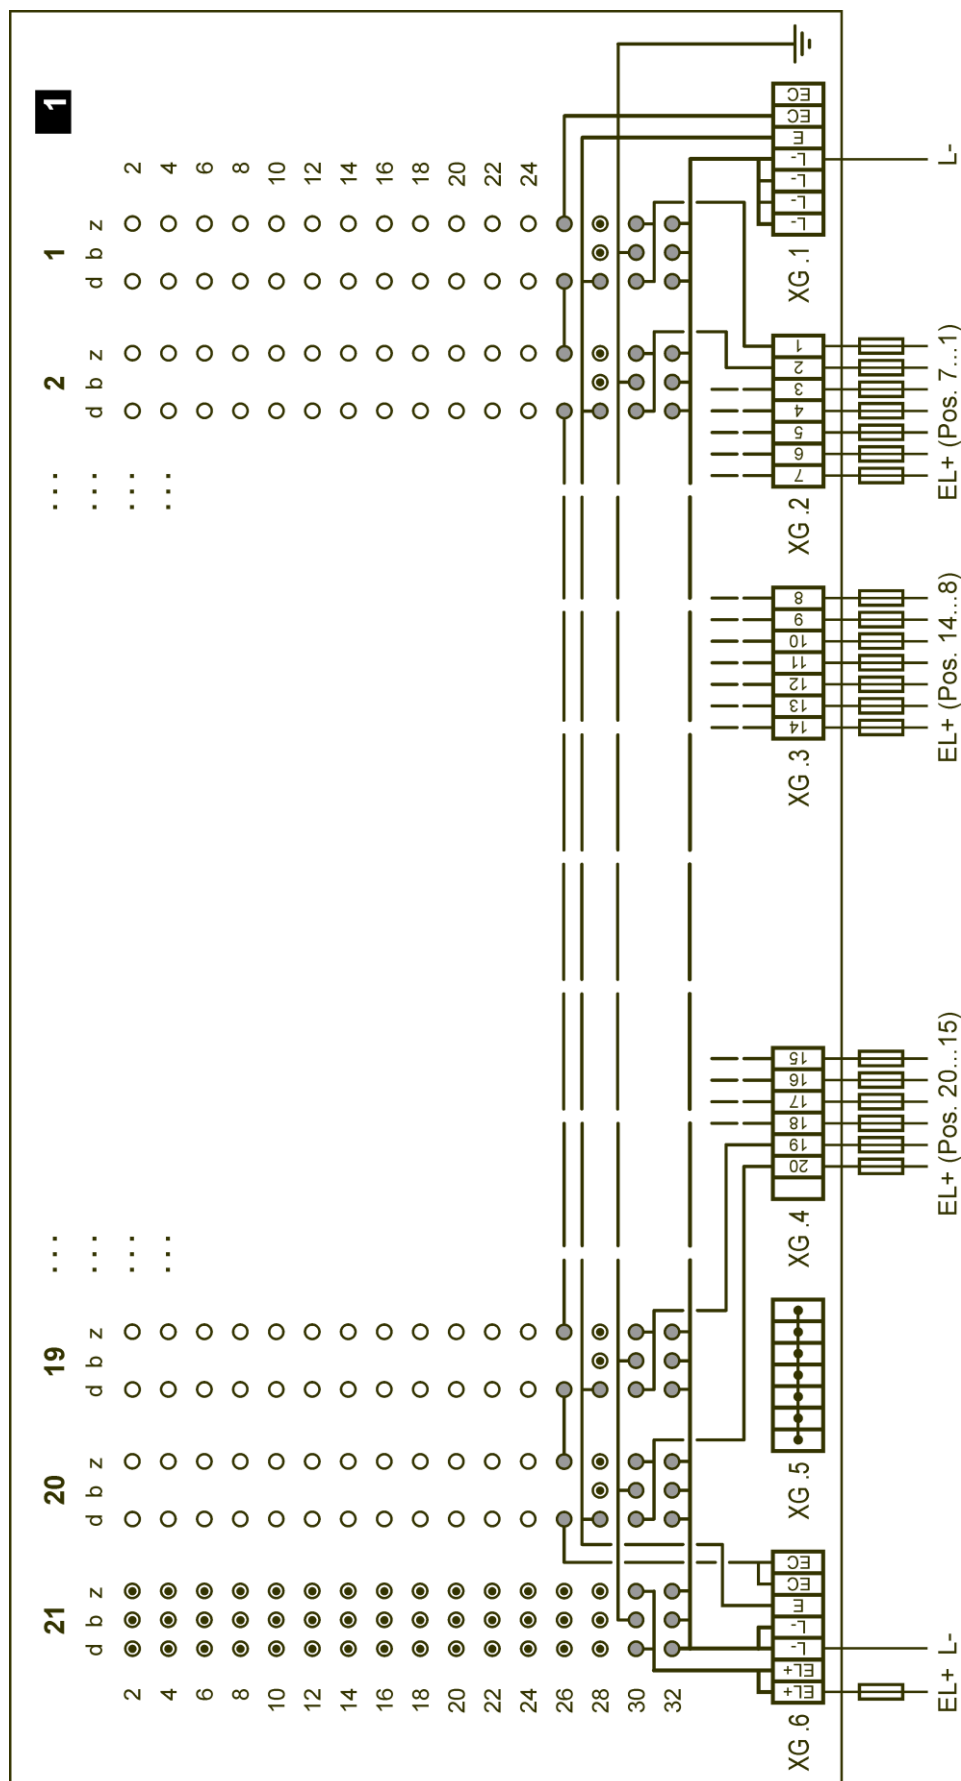 1
2 4 6 8 10 12 14 16 18 20 22 24
1
z
b
d
2
z
b
d
... ... ... ...
... ... ... ...
19
z
b
d
20
z
b
d
21
z
b
d
2 4 6 8 10 12 14 16 18 20 22 24 26 28 30 32
EC
EC
E
L-
L-
L-
L-
XG .1
L-
1
2
3
4
5
6
7
XG .2
EL+ (Pos. 7...1)
8
9
10
11
12
13
14
XG .3
EL+ (Pos. 14...8)
15
16
17
18
19
20
XG .4
EL+ (Pos. 20...15)
XG .5
EC
EC
E
L-
L-
EL+
EL+
XG .6
EL+ L-